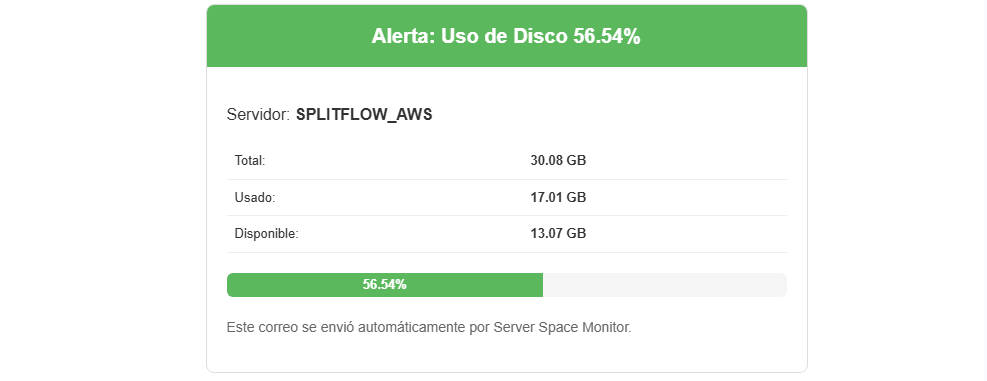 Alerta: Uso de Disco 56.54%
Servidor: SPLITFLOW_AWS
Total: 30.08 GB
Usado: 17.01 GB
Disponible: 13.07 GB
56.54%
Este correo se envió automáticamente por Server Space Monitor.